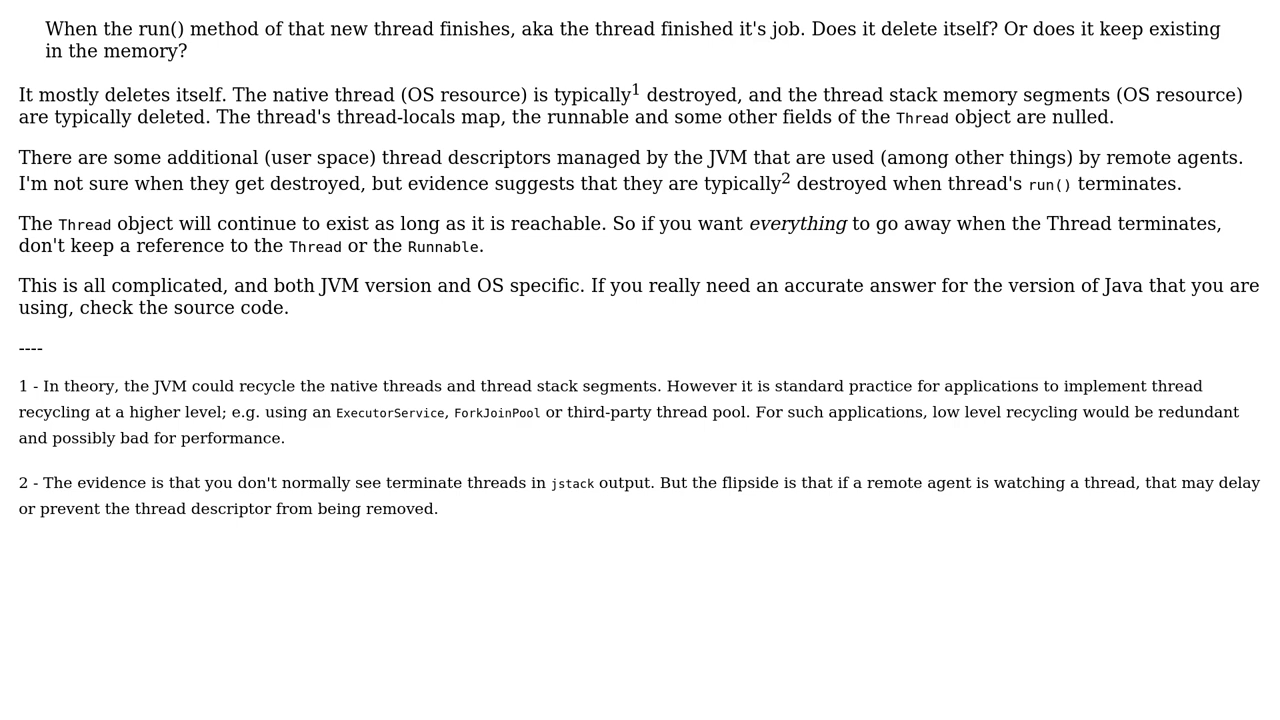 When the run() method of that new thread finishes, aka the thread finished it's job. Does it delete itself? Or does it keep existing
in the memory?
It mostly deletes itself. The native thread (OS resource) is typically1 destroyed, and the thread stack memory segments (OS resource)
are typically deleted. The thread's thread-locals map, the runnable and some other fields of the Thread object are nulled.
There are some additional (user space) thread descriptors managed by the JVM that are used (among other things) by remote agents.
I'm not sure when they get destroyed, but evidence suggests that they are typically2 destroyed when thread's run() terminates.
The Thread object will continue to exist as long as it is reachable. So if you want everything to go away when the Thread terminates,
don't keep a reference to the Thread or the Runnable.
This is all complicated, and both JVM version and OS specific. If you really need an accurate answer for the version of Java that you are
using, check the source code.
----
1 - In theory, the JVM could recycle the native threads and thread stack segments. However it is standard practice for applications to implement thread
recycling at a higher level; e.g. using an ExecutorService, ForkJoinPool or third-party thread pool. For such applications, low level recycling would be redundant
and possibly bad for performance.
2 - The evidence is that you don't normally see terminate threads in jstack output. But the flipside is that if a remote agent is watching a thread, that may delay
or prevent the thread descriptor from being removed.